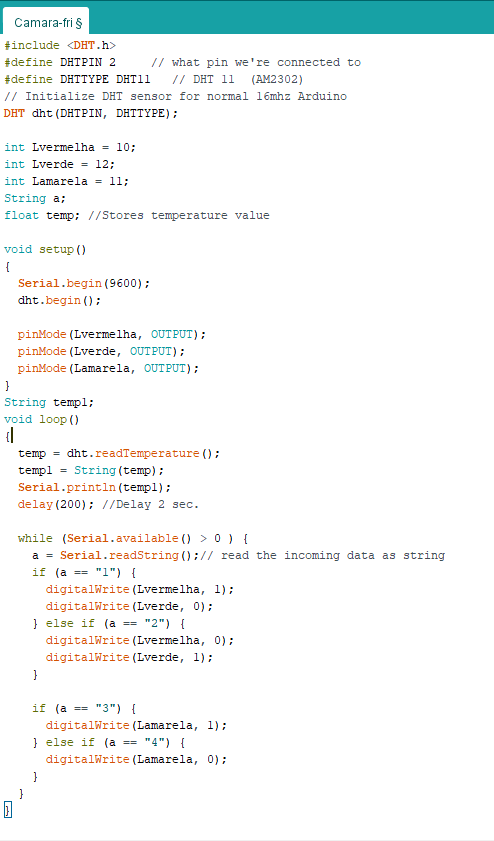 Camara-fri §
#include <DHT.h>
#define DHTPIN 2     // what pin we're connected to
#define DHTTYPE DHT11   // DHT 11  (AM2302)
// Initialize DHT sensor for normal 16mhz Arduino
DHT dht(DHTPIN, DHTTYPE);

int Lvermelha = 10;
int Lverde = 12;
int Lamarela = 11;
String a;
float temp; //Stores temperature value

void setup()
{
  Serial.begin(9600);
  dht.begin();

  pinMode(Lvermelha, OUTPUT);
  pinMode(Lverde, OUTPUT);
  pinMode(Lamarela, OUTPUT);
}
String temp1;
void loop()
{
  temp = dht.readTemperature();
  temp1 = String(temp);
  Serial.println(temp1);
  delay(200); //Delay 2 sec.

  while (Serial.available() > 0 ) {
    a = Serial.readString();// read the incoming data as string
    if (a == "1") {
      digitalWrite(Lvermelha, 1);
      digitalWrite(Lverde, 0);
    } else if (a == "2") {
      digitalWrite(Lvermelha, 0);
      digitalWrite(Lverde, 1);
    }

    if (a == "3") {
      digitalWrite(Lamarela, 1);
    } else if (a == "4") {
      digitalWrite(Lamarela, 0);
    }
  }
}